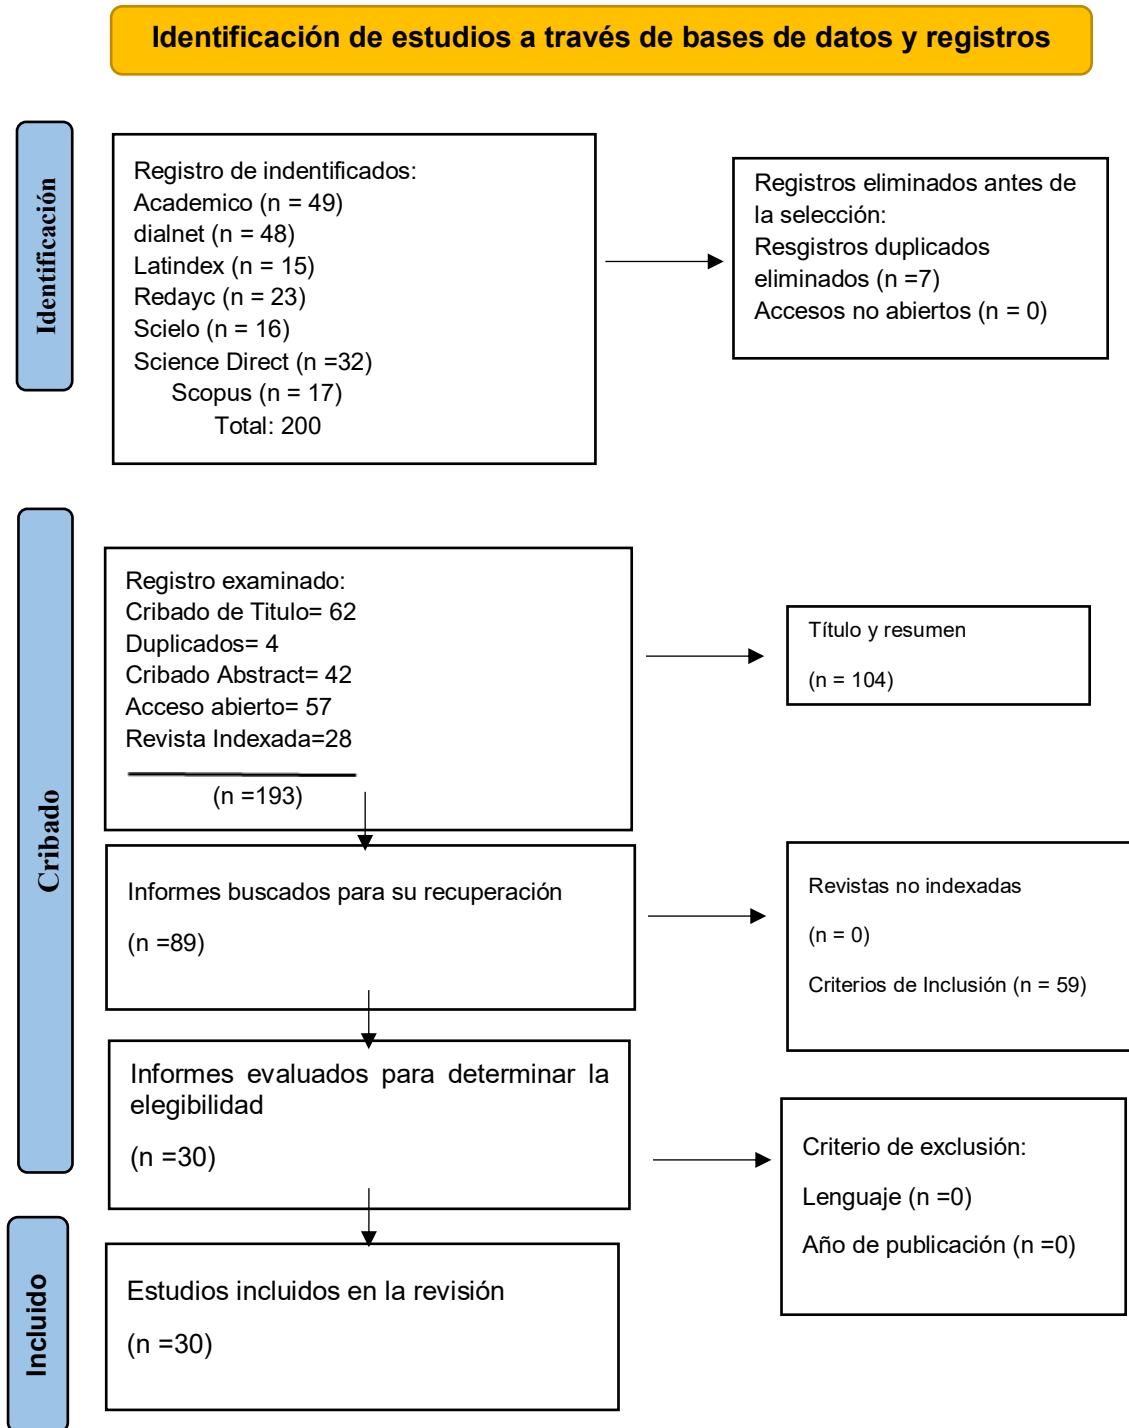 Identificación de estudios a través de bases de datos y registros
Identificación
Registro de indentificados:
Academico (n = 49)
dialnet (n = 48)
Latindex (n = 15)
Redayc (n = 23)
Scielo (n = 16)
Science Direct (n =32)
Scopus (n = 17)
Total: 200
Registros eliminados antes de
la selección:
Resgistros duplicados
eliminados (n =7)
Accesos no abiertos (n = 0)
Cribado
Registro examinado:
Cribado de Titulo= 62
Duplicados= 4
Cribado Abstract= 42
Acceso abierto= 57
Revista Indexada=28
(n =193)
Título y resumen
(n = 104)
Informes buscados para su recuperación
(n =89)
Revistas no indexadas
(n = 0)
Criterios de Inclusión (n = 59)
Informes evaluados para determinar la
elegibilidad
(n =30)
Criterio de exclusión:
Lenguaje (n =0)
Año de publicación (n =0)
Incluido
Estudios incluidos en la revisión
(n =30)